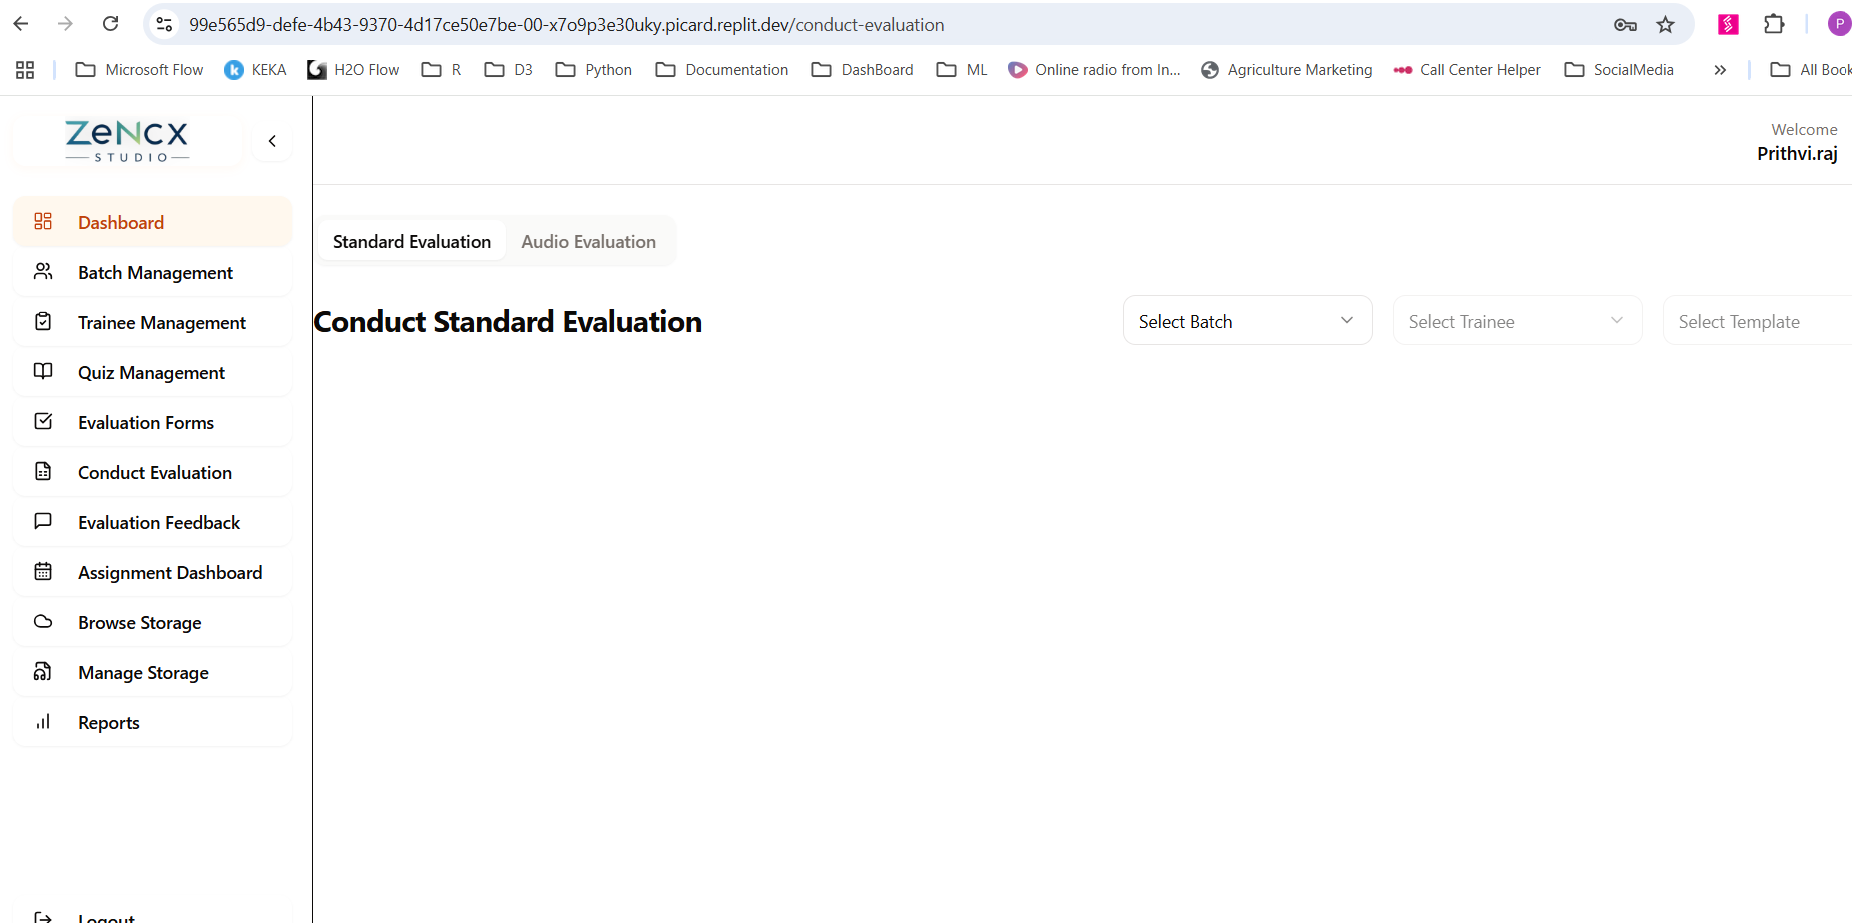 99e565d9-defe-4b43-9370-4d17ce50e7be-00-x7o9p3e30uky.picard.replit.dev/conduct-evaluation
P
Microsoft Flow
KEKA
H2O Flow
R
D3
Python
Documentation
DashBoard
ML
Online radio from In...
Agriculture Marketing
Call Center Helper
SocialMedia
All Book
ZeNCX
STUDIO
Welcome
Prithvi.raj
Dashboard
Batch Management
Trainee Management
Quiz Management
Evaluation Forms
Conduct Evaluation
Evaluation Feedback
Assignment Dashboard
Browse Storage
Manage Storage
Reports
Logout
Standard Evaluation
Audio Evaluation
Conduct Standard Evaluation
Select Batch
Select Trainee
Select Template